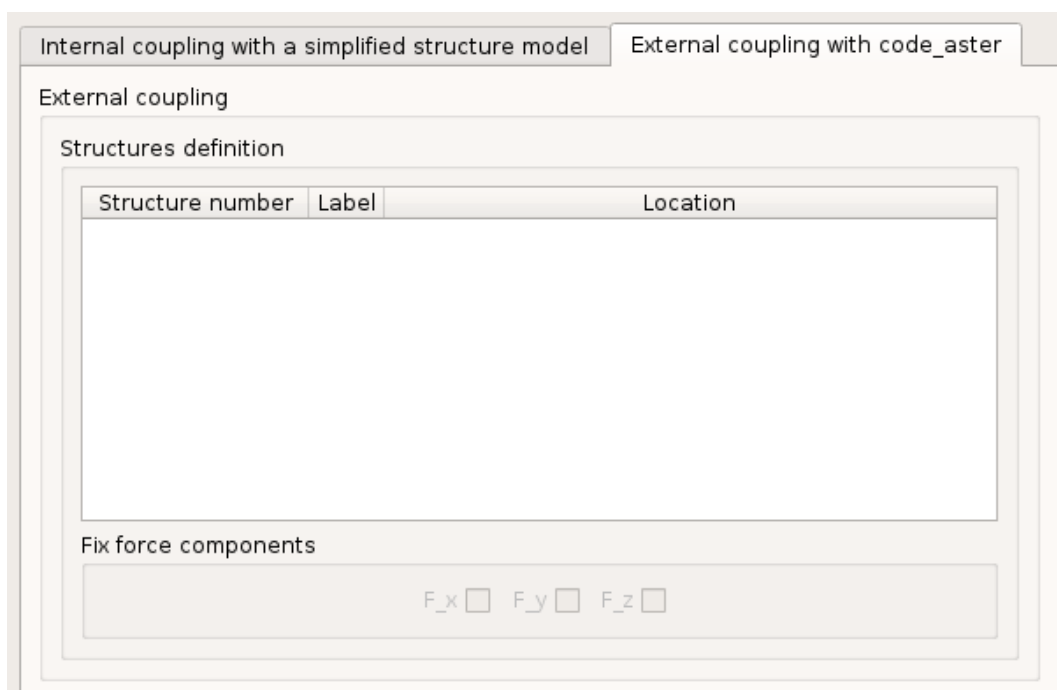 Internal coupling with a simplified structure model External coupling with code_aster
External coupling
Structures definition
Structure number Label Location
Fix force components
F_x F_y F_z